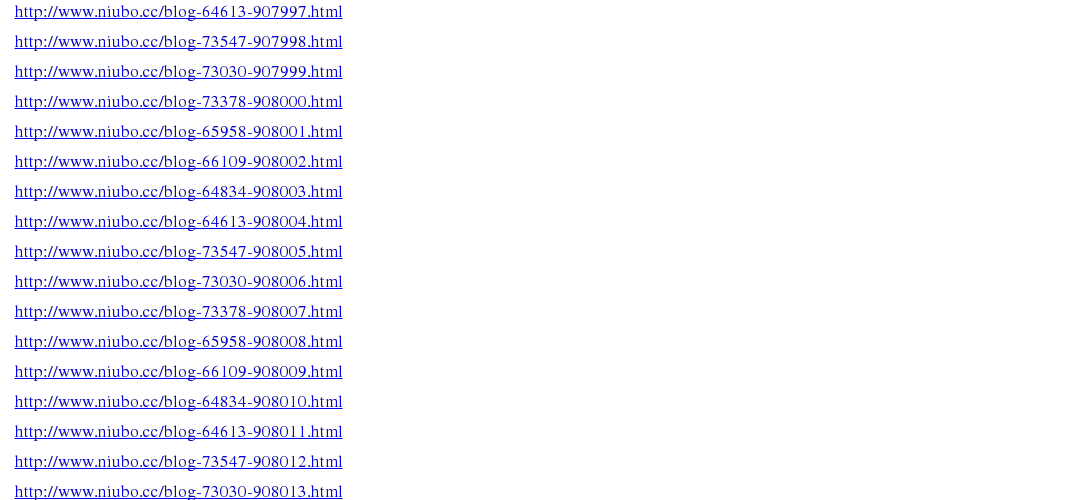 http://www.niubo.cc/blog-64613-907997.html
http://www.niubo.cc/blog-73547-907998.html
http://www.niubo.cc/blog-73030-907999.html
http://www.niubo.cc/blog-73378-908000.html
http://www.niubo.cc/blog-65958-908001.html
http://www.niubo.cc/blog-66109-908002.html
http://www.niubo.cc/blog-64834-908003.html
http://www.niubo.cc/blog-64613-908004.html
http://www.niubo.cc/blog-73547-908005.html
http://www.niubo.cc/blog-73030-908006.html
http://www.niubo.cc/blog-73378-908007.html
http://www.niubo.cc/blog-65958-908008.html
http://www.niubo.cc/blog-66109-908009.html
http://www.niubo.cc/blog-64834-908010.html
http://www.niubo.cc/blog-64613-908011.html
http://www.niubo.cc/blog-73547-908012.html
http://www.niubo.cc/blog-73030-908013.html